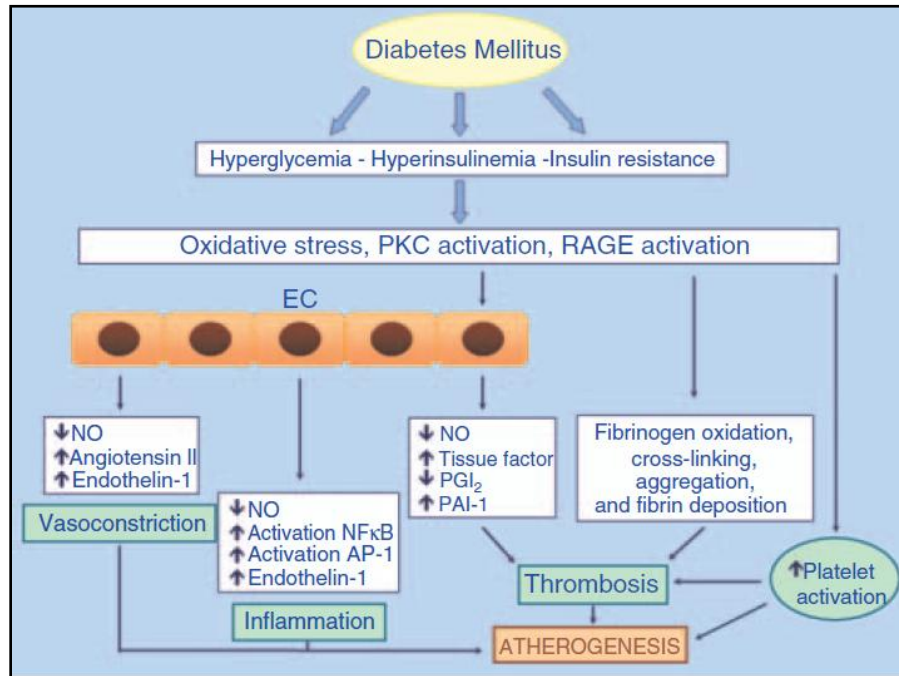 Diabetes Mellitus
Hyperglycemia - Hyperinsulinemia -Insulin resistance
Oxidative stress, PKC activation, RAGE activation
EC
↓NO
↑Angiotensin II
↑Endothelin-1
Vasoconstriction
↓NO
↑Activation NFκB
↑Activation AP-1
↑Endothelin-1
Inflammation
↓NO
↑Tissue factor
↓PGI₂
↑PAI-1
Fibrinogen oxidation,
cross-linking,
aggregation,
and fibrin deposition
Thrombosis
↑Platelet
activation
ATHEROGENESIS